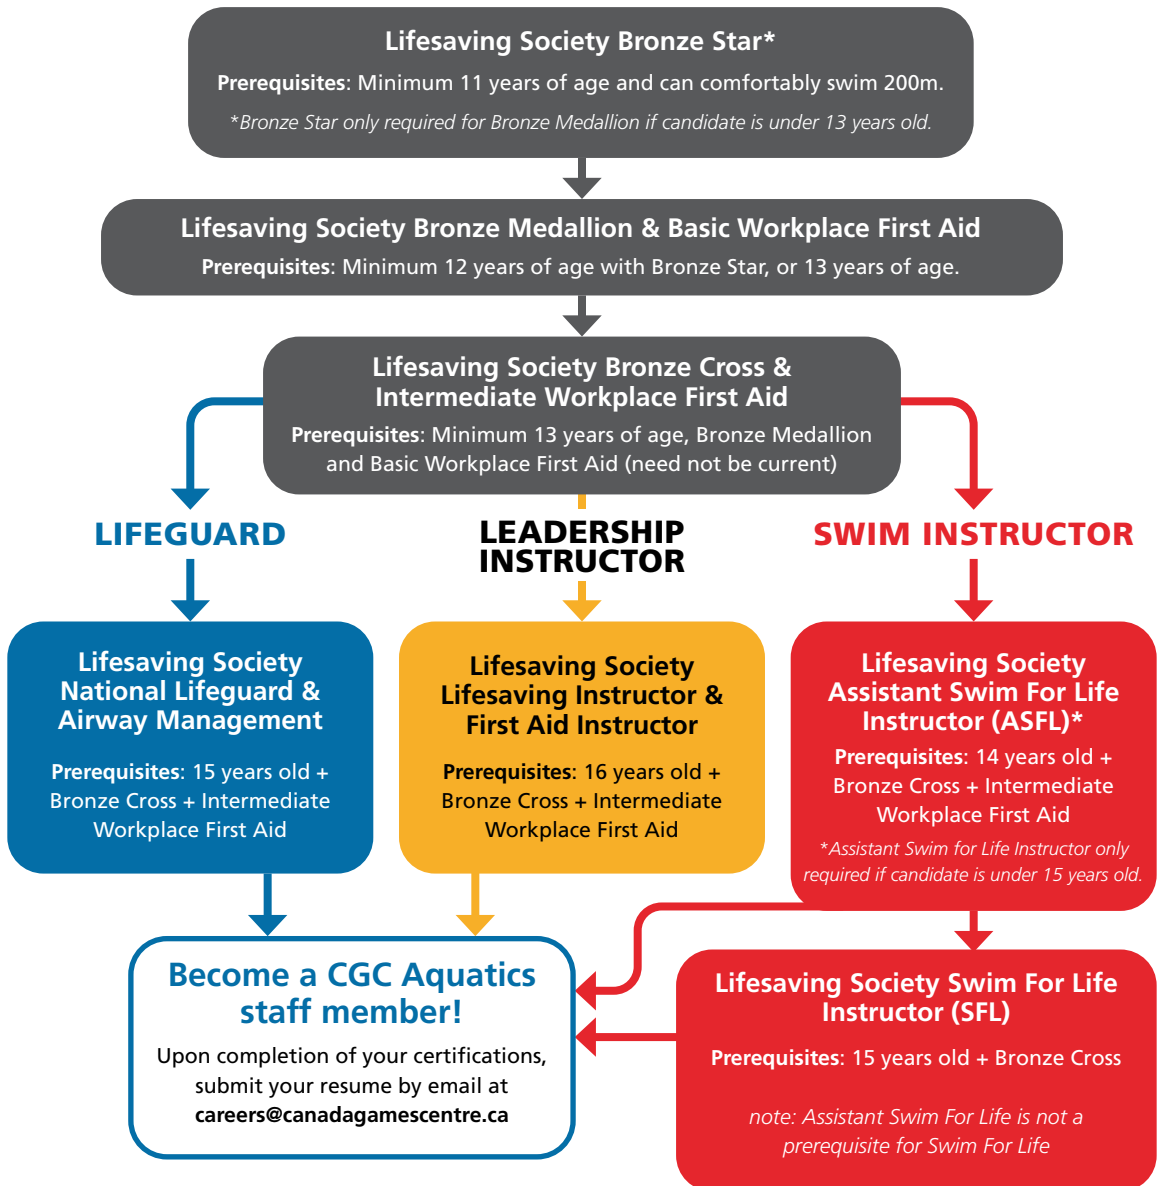 Lifesaving Society Bronze Star*
Prerequisites: Minimum 11 years of age and can comfortably swim 200m.
*Bronze Star only required for Bronze Medallion if candidate is under 13 years old.
Lifesaving Society Bronze Medallion & Basic Workplace First Aid
Prerequisites: Minimum 12 years of age with Bronze Star, or 13 years of age.
Lifesaving Society Bronze Cross &
Intermediate Workplace First Aid
Prerequisites: Minimum 13 years of age, Bronze Medallion
and Basic Workplace First Aid (need not be current)
LIFEGUARD
LEADERSHIP
INSTRUCTOR
SWIM INSTRUCTOR
Lifesaving Society
National Lifeguard &
Airway Management
Prerequisites: 15 years old +
Bronze Cross + Intermediate
Workplace First Aid
Lifesaving Society
Lifesaving Instructor &
First Aid Instructor
Prerequisites: 16 years old +
Bronze Cross + Intermediate
Workplace First Aid
Lifesaving Society
Assistant Swim For Life
Instructor (ASFL)*
Prerequisites: 14 years old +
Bronze Cross + Intermediate
Workplace First Aid
*Assistant Swim for Life Instructor only
required if candidate is under 15 years old.
Become a CGC Aquatics
staff member!
Upon completion of your certifications,
submit your resume by email at
careers@canadagamescentre.ca
Lifesaving Society Swim For Life
Instructor (SFL)
Prerequisites: 15 years old + Bronze Cross
note: Assistant Swim For Life is not a
prerequisite for Swim For Life